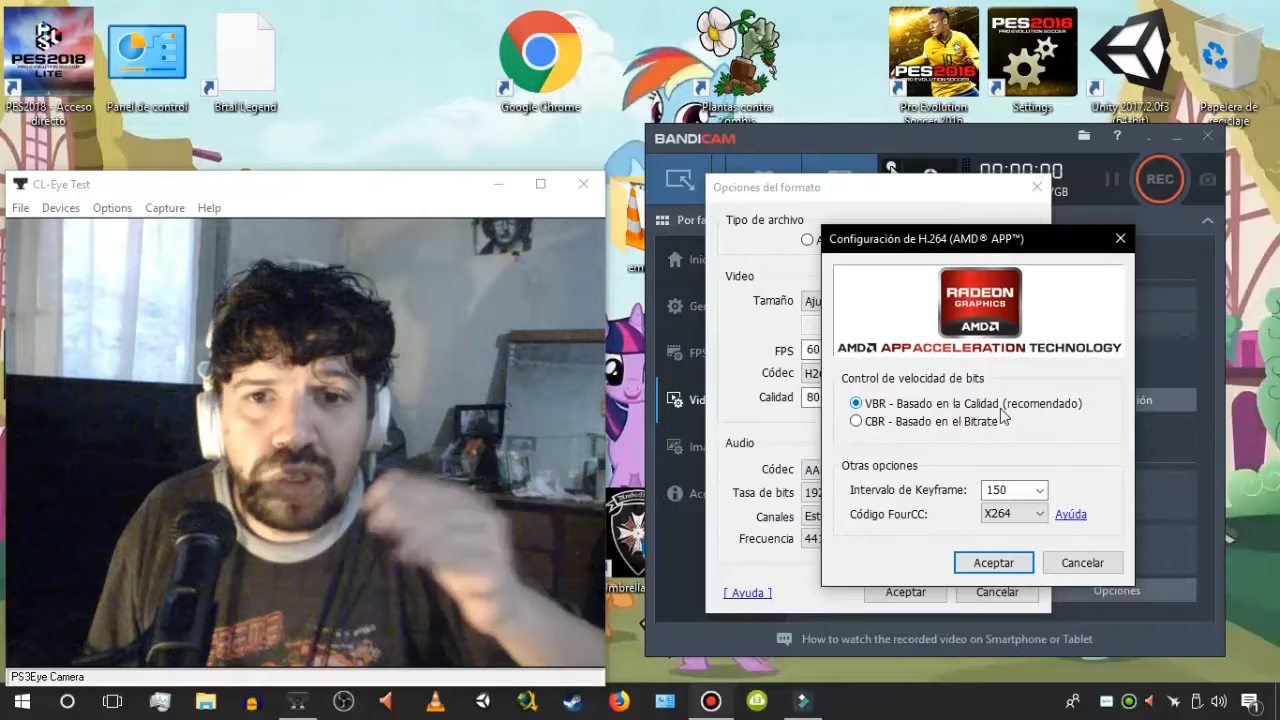 PES2018
LITE
PES2018 - Acceso
directo
Panel de control
Brtal Legend
Google Chrome
Plantas contra
Zombis
PES2016
Pro Evolution
Soccer 2016
PES2016
PRO EVOLUTION SOCCER
Settings
Unity 2017.2.0f3
(64-bit)
Papelera de
reciclaje
BANDICAM
00:00:00
REC
CL-Eye Test
File Devices Options Capture Help
Opciones del formato
Tipo de archivo
Configuración de H.264 (AMD® APP™)
RADEON
GRAPHICS
AMD
AMD APP ACCELERATION TECHNOLOGY
Video
Tamaño
FPS 60
Códec
Calidad 80
Control de velocidad de bits
VBR - Basado en la Calidad (recomendado)
CBR - Basado en el Bitrate
Audio
Códec
Tasa de bits 192
Canales
Frecuencia 441
Otras opciones
Intervalo de Keyframe: 150
Código FourCC: X264 Ayúda
Aceptar Cancelar
[ Ayuda ] Aceptar Cancelar
Opciones
How to watch the recorded video on Smartphone or Tablet
PS3Eye Camera